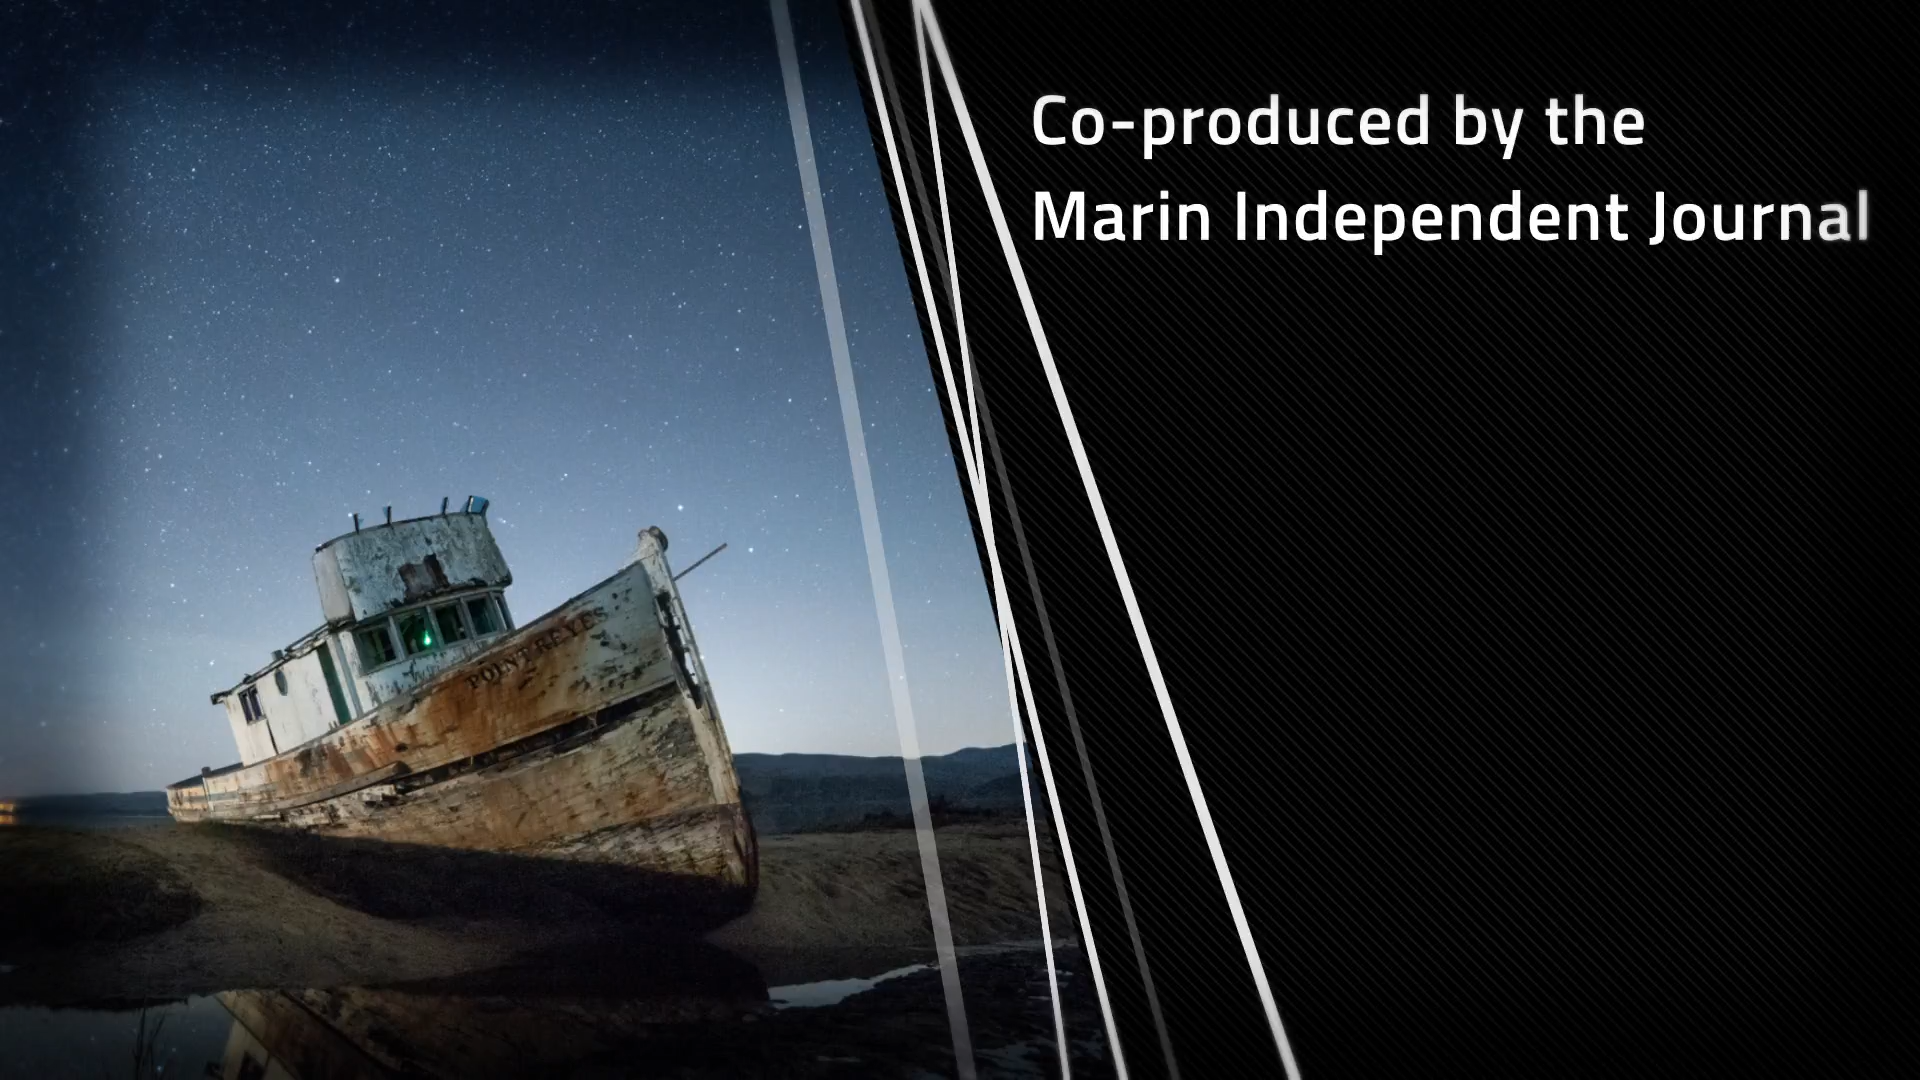 Co-produced by the
Marin Independent Journal
POINT REYES